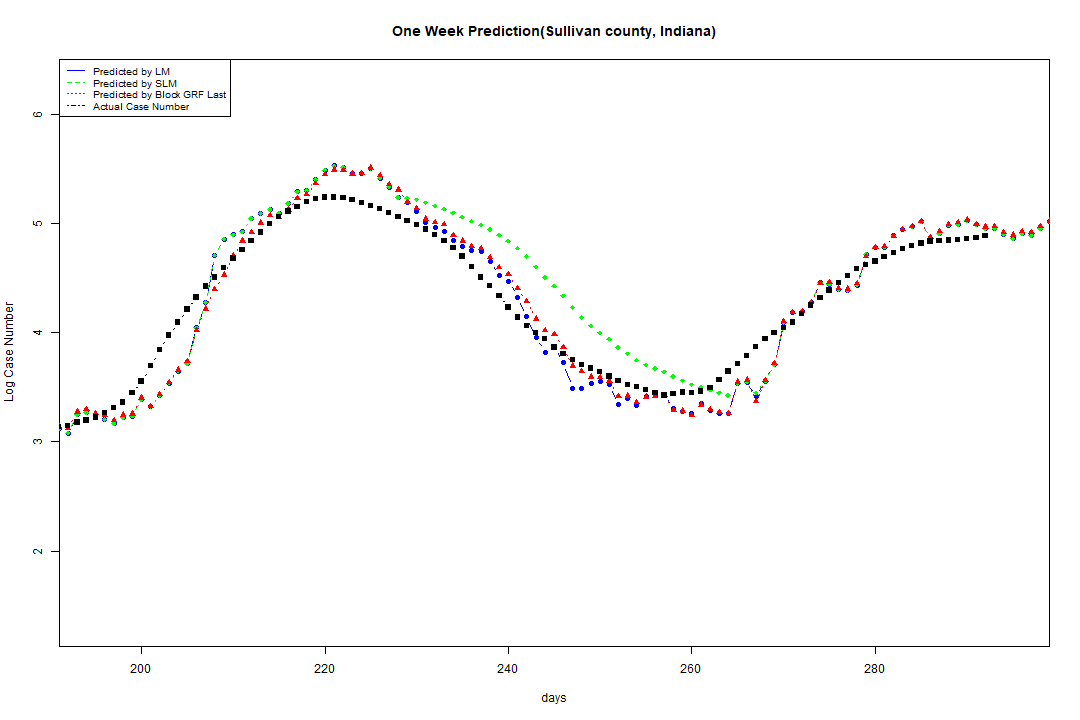 One Week Prediction(Sullivan county, Indiana)
Predicted by LM
Predicted by SLM
Predicted by Block GRF Last
Actual Case Number
6
5
4
3
2
Log Case Number
200 220 240 260 280
days